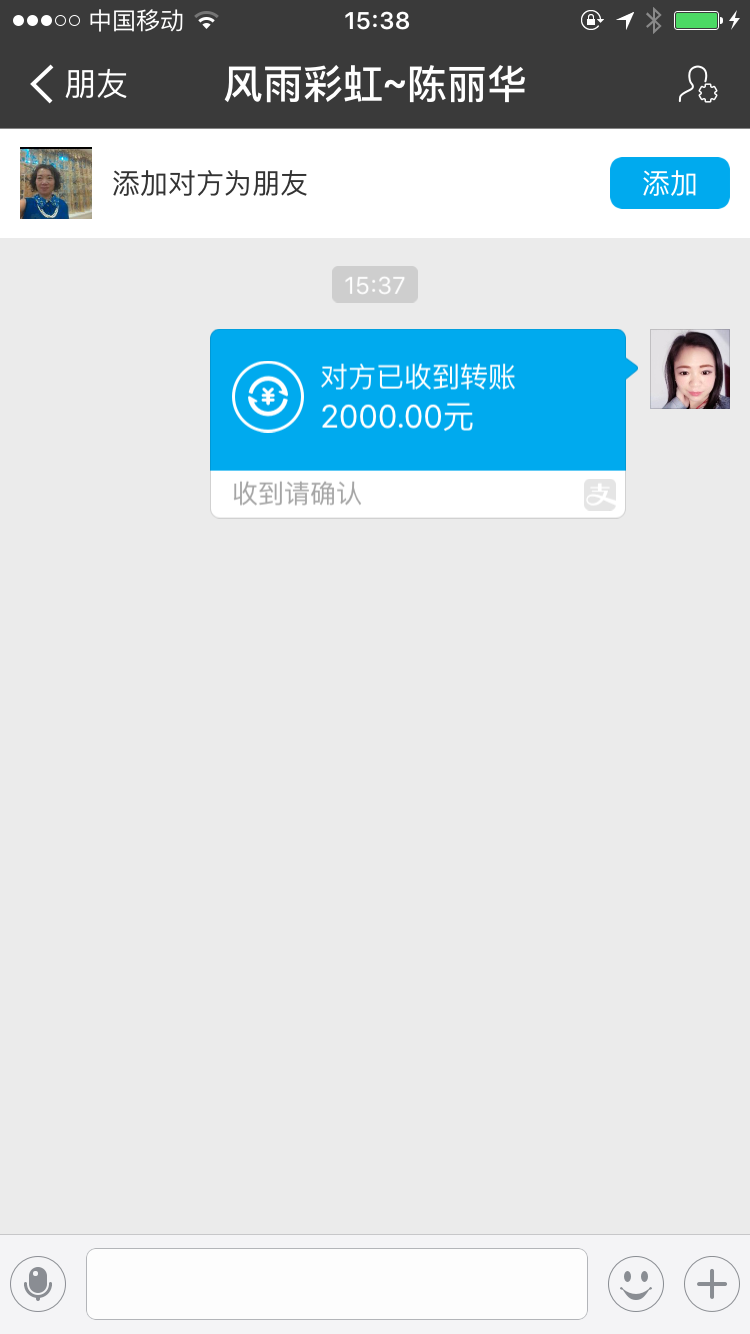 中国移动
15:38
朋友
风雨彩虹~陈丽华
添加对方为朋友
添加
15:37
对方已收到转账
2000.00元
收到请确认
支